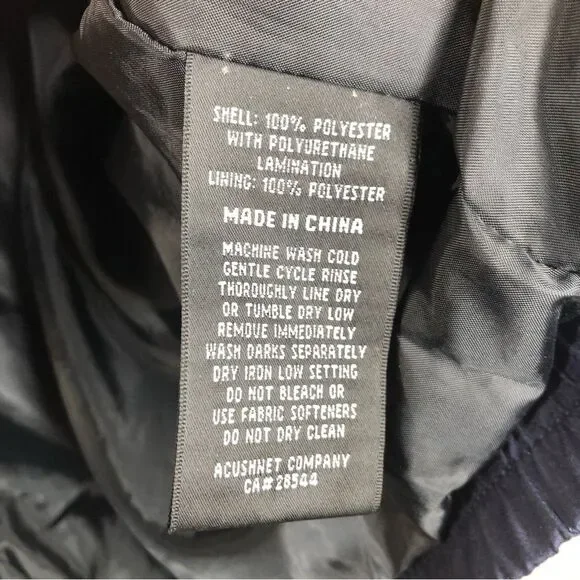 SHELL: 100% POLYESTER
WITH POLYURETHANE
LAMINATION
LINING: 100% POLYESTER
MADE IN CHINA
MACHINE WASH COLD
GENTLE CYCLE RINSE
THOROUGHLY LINE DRY
OR TUMBLE DRY LOW
REMOVE IMMEDIATELY
WASH DARKS SEPARATELY
DRY IRON LOW SETTING
DO NOT BLEACH OR
USE FABRIC SOFTENERS
DO NOT DRY CLEAN
ACUSHNET COMPANY
CA#28544